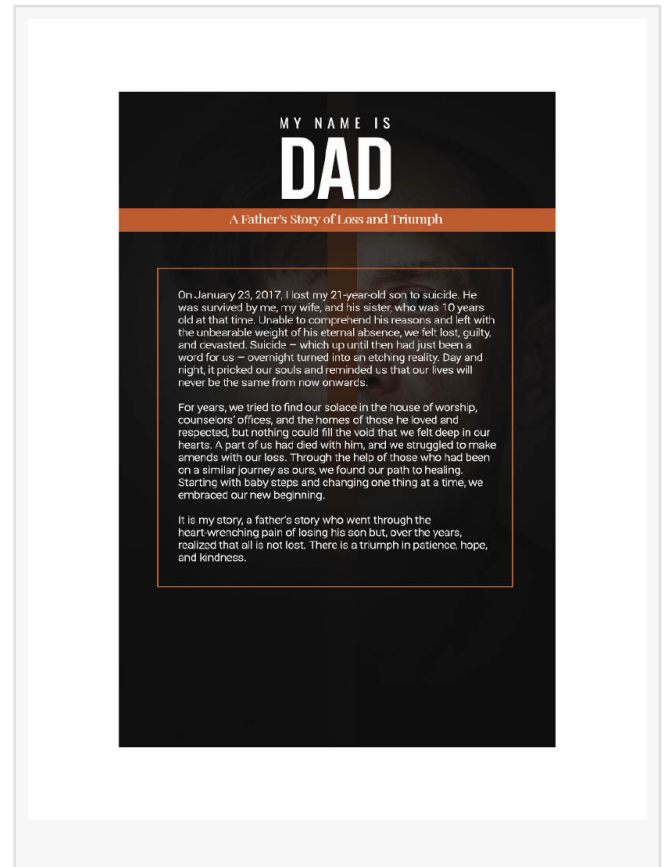 MY NAME IS
DAD
A Father's Story of Loss and Triumph
On January 23, 2017, I lost my 21-year-old son to suicide. He
was survived by me, my wife, and his sister, who was 10 years
old at that time. Unable to comprehend his reasons and left with
the unbearable weight of his eternal absence, we felt lost, guilty,
and devasted. Suicide – which up until then had just been a
word for us – overnight turned into an etching reality. Day and
night, it pricked our souls and reminded us that our lives will
never be the same from now onwards.
For years, we tried to find our solace in the house of worship,
counselors' offices, and the homes of those he loved and
respected, but nothing could fill the void that we felt deep in our
hearts. A part of us had died with him, and we struggled to make
amends with our loss. Through the help of those who had been
on a similar journey as ours, we found our path to healing.
Starting with baby steps and changing one thing at a time, we
embraced our new beginning.
It is my story, a father's story who went through the
heart-wrenching pain of losing his son but, over the years,
realized that all is not lost. There is a triumph in patience, hope,
and kindness.